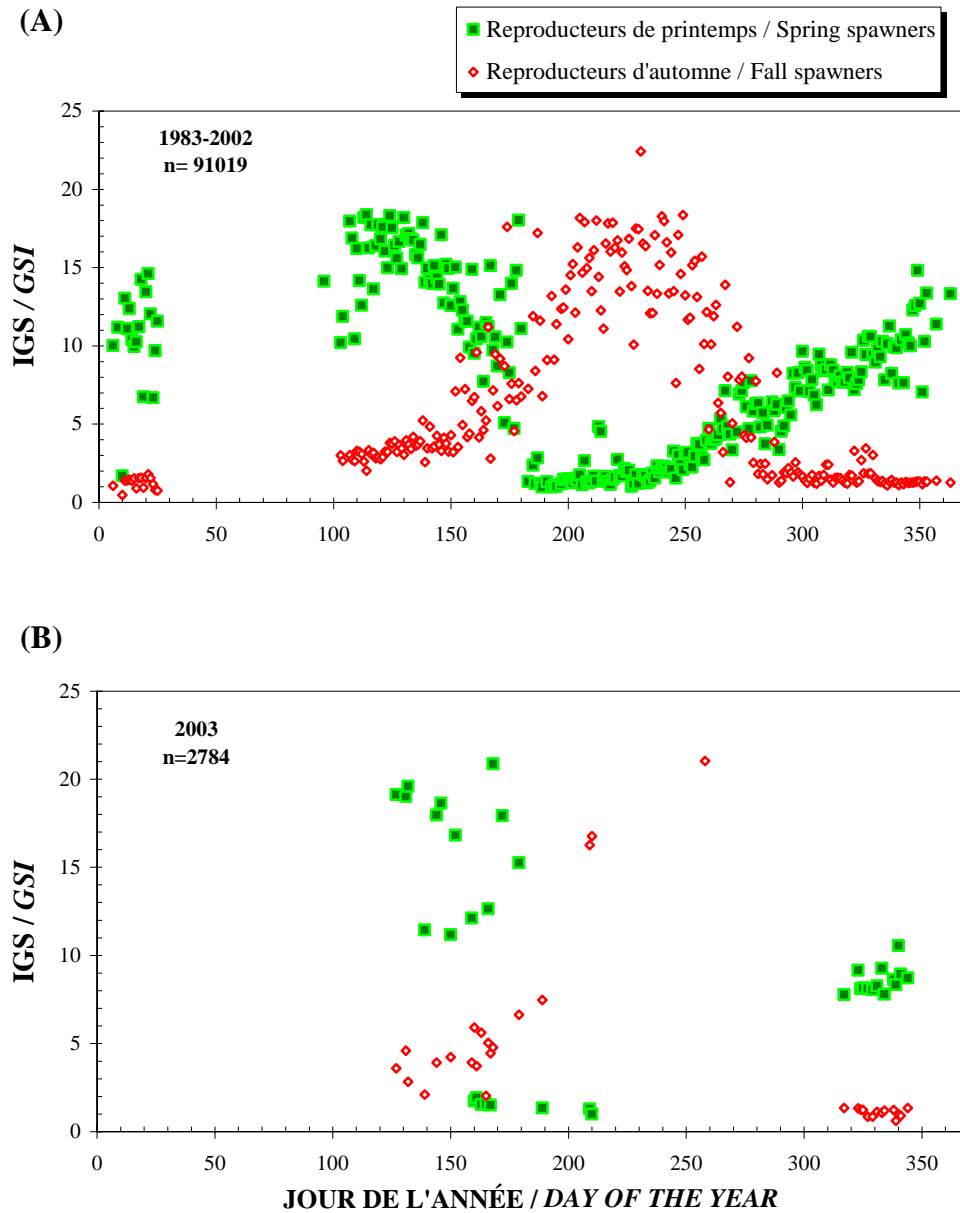 (A)
Reproducteurs de printemps / Spring spawners
Reproducteurs d'automne / Fall spawners
25
20
15
10
5
0
IGS / GSI
1983-2002
n= 91019
0 50 100 150 200 250 300 350
(B)
25
20
15
10
5
0
IGS / GSI
2003
n=2784
0 50 100 150 200 250 300 350
JOUR DE L'ANNÉE / DAY OF THE YEAR